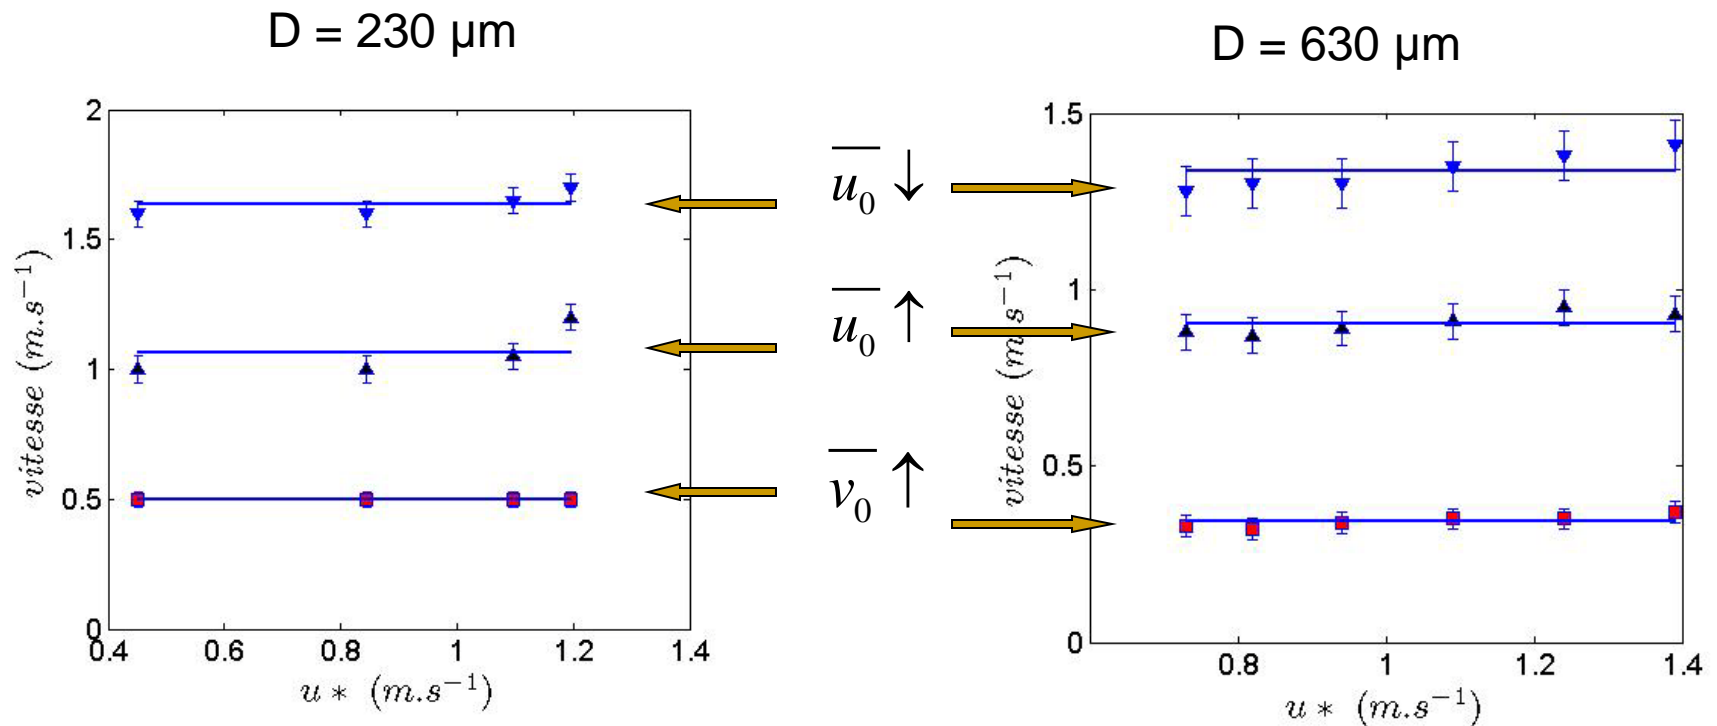 D = 230 µm
D = 630 µm
2
1.5
1
0.5
0
0.4 0.6 0.8 1 1.2 1.4
vitesse (m.s⁻¹)
u * (m.s⁻¹)
u̅₀ ↓
u̅₀ ↑
v̅₀ ↑
1.5
1
0.5
0
0.8 1 1.2 1.4
vitesse (m.s⁻¹)
u * (m.s⁻¹)